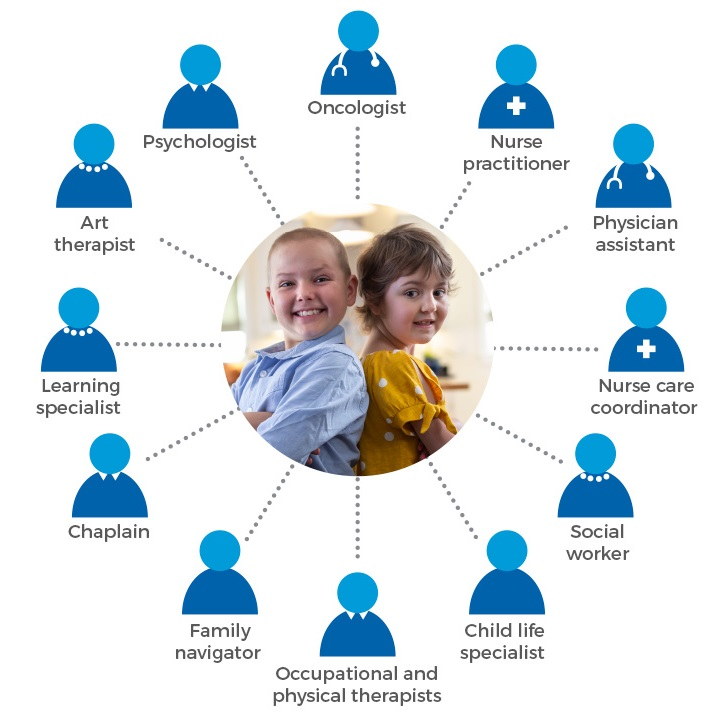 Oncologist
Nurse
practitioner
Physician
assistant
Nurse care
coordinator
Social
worker
Child life
specialist
Occupational and
physical therapists
Family
navigator
Chaplain
Learning
specialist
Art
therapist
Psychologist